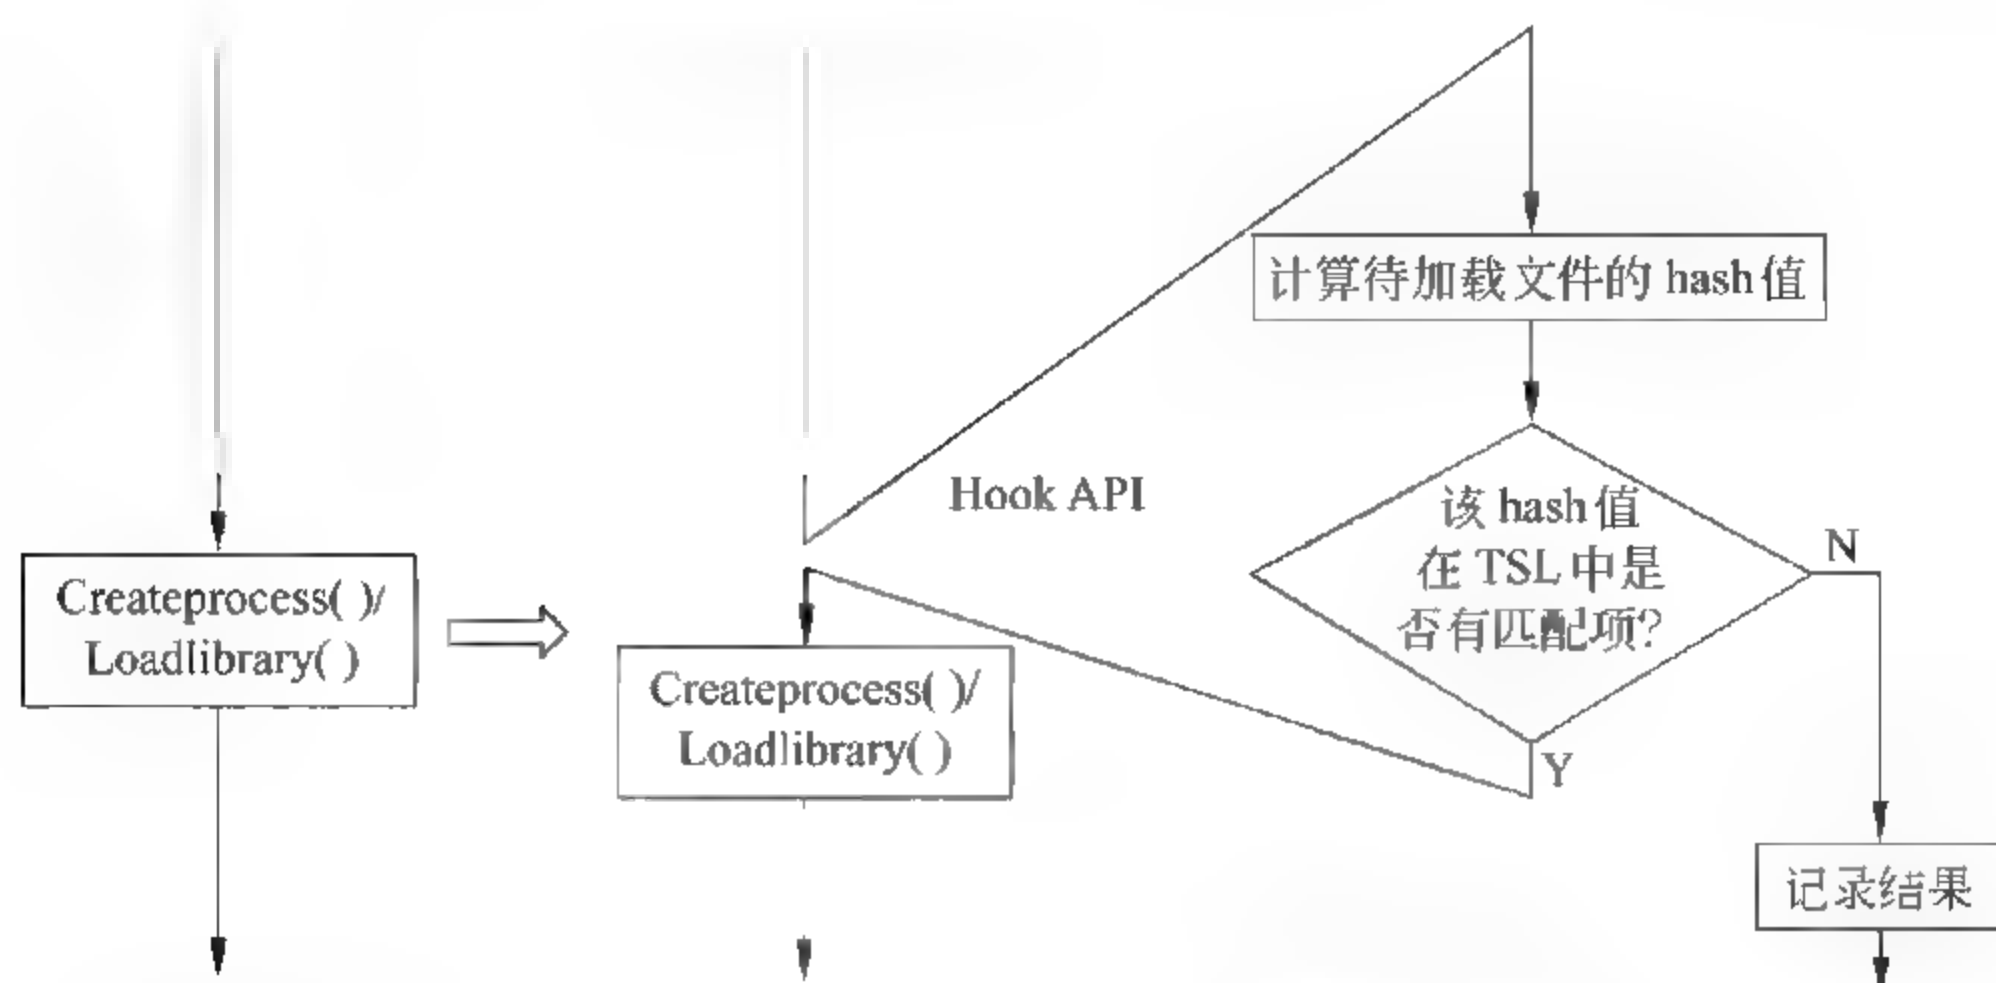 计算待加载文件的 hash 值
Hook API
该 hash 值
在 TSL 中是
否有匹配项?
N
Createprocess( )/
Loadlibrary( )
Createprocess( )/
Loadlibrary( )
Y
记录结果